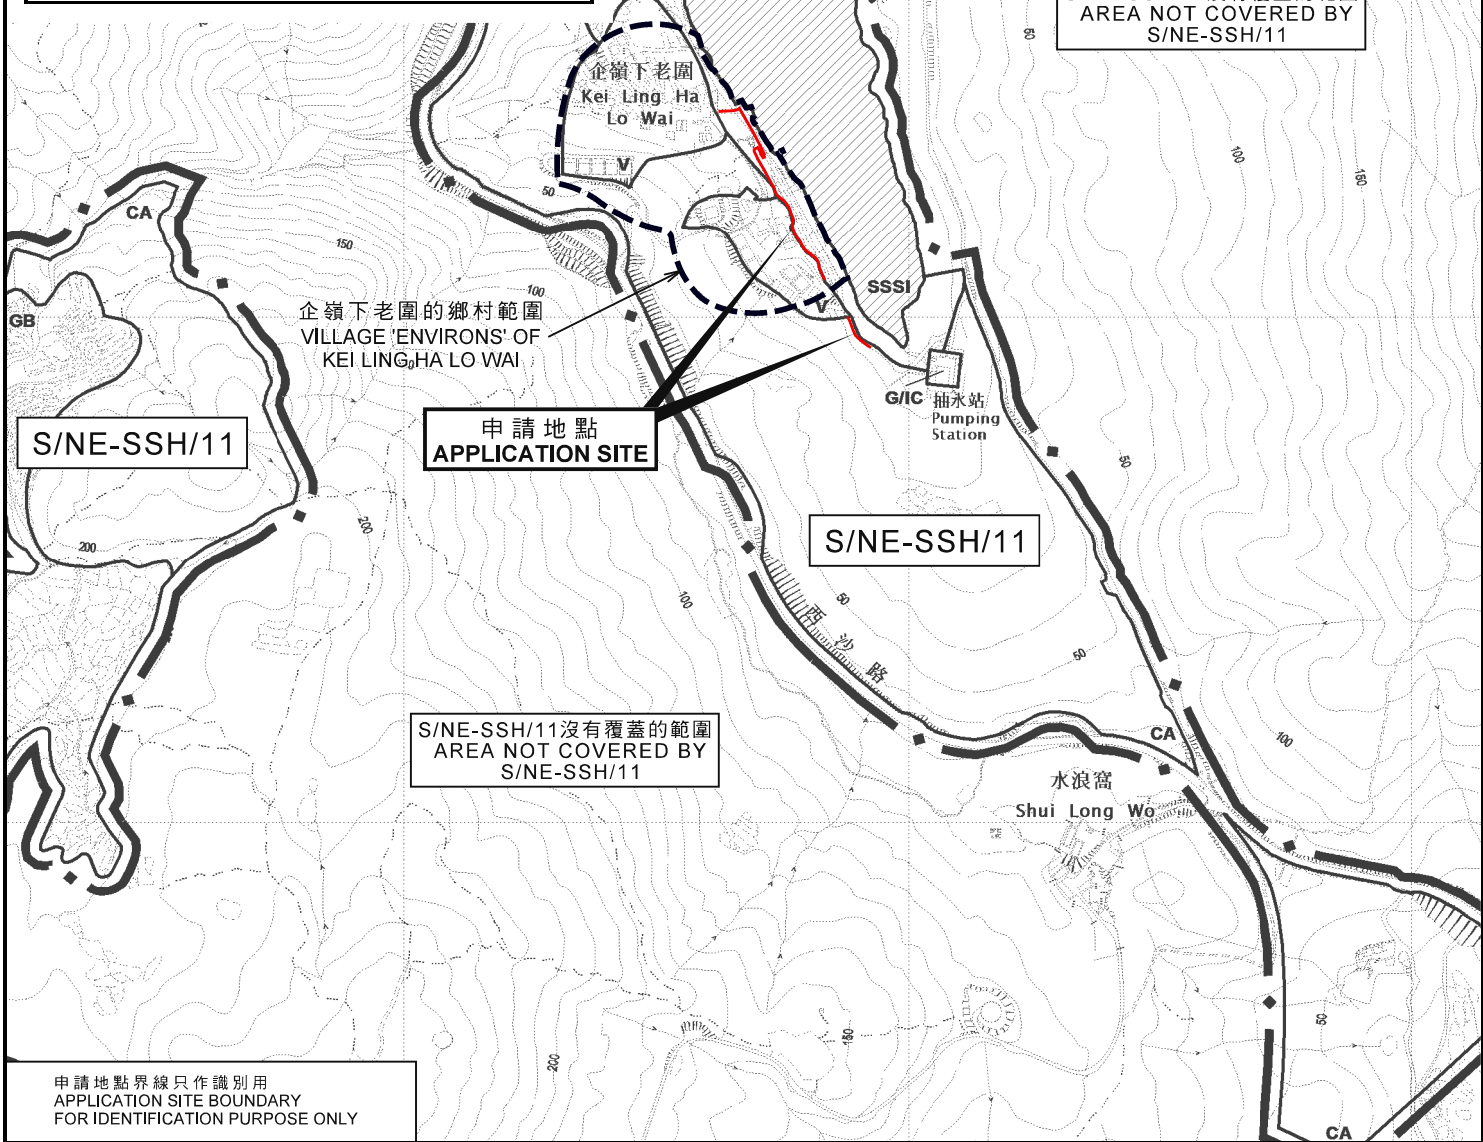 AREA NOT COVERED BY
S/NE-SSH/11
50
企嶺下老圍
Kei Ling Ha
Lo Wai
V
50
100
150
CA
150
GB
100
企嶺下老圍的鄉村範圍
VILLAGE 'ENVIRONS' OF
KEI LING HA LO WAI
SSSI
V
G/IC
抽水站
Pumping
Station
申請地點
APPLICATION SITE
S/NE-SSH/11
50
200
200
S/NE-SSH/11
100
50
西沙路
50
S/NE-SSH/11沒有覆蓋的範圍
AREA NOT COVERED BY
S/NE-SSH/11
CA
100
水浪窩
Shui Long Wo
200
150
50
申請地點界線只作識別用
APPLICATION SITE BOUNDARY
FOR IDENTIFICATION PURPOSE ONLY
CA